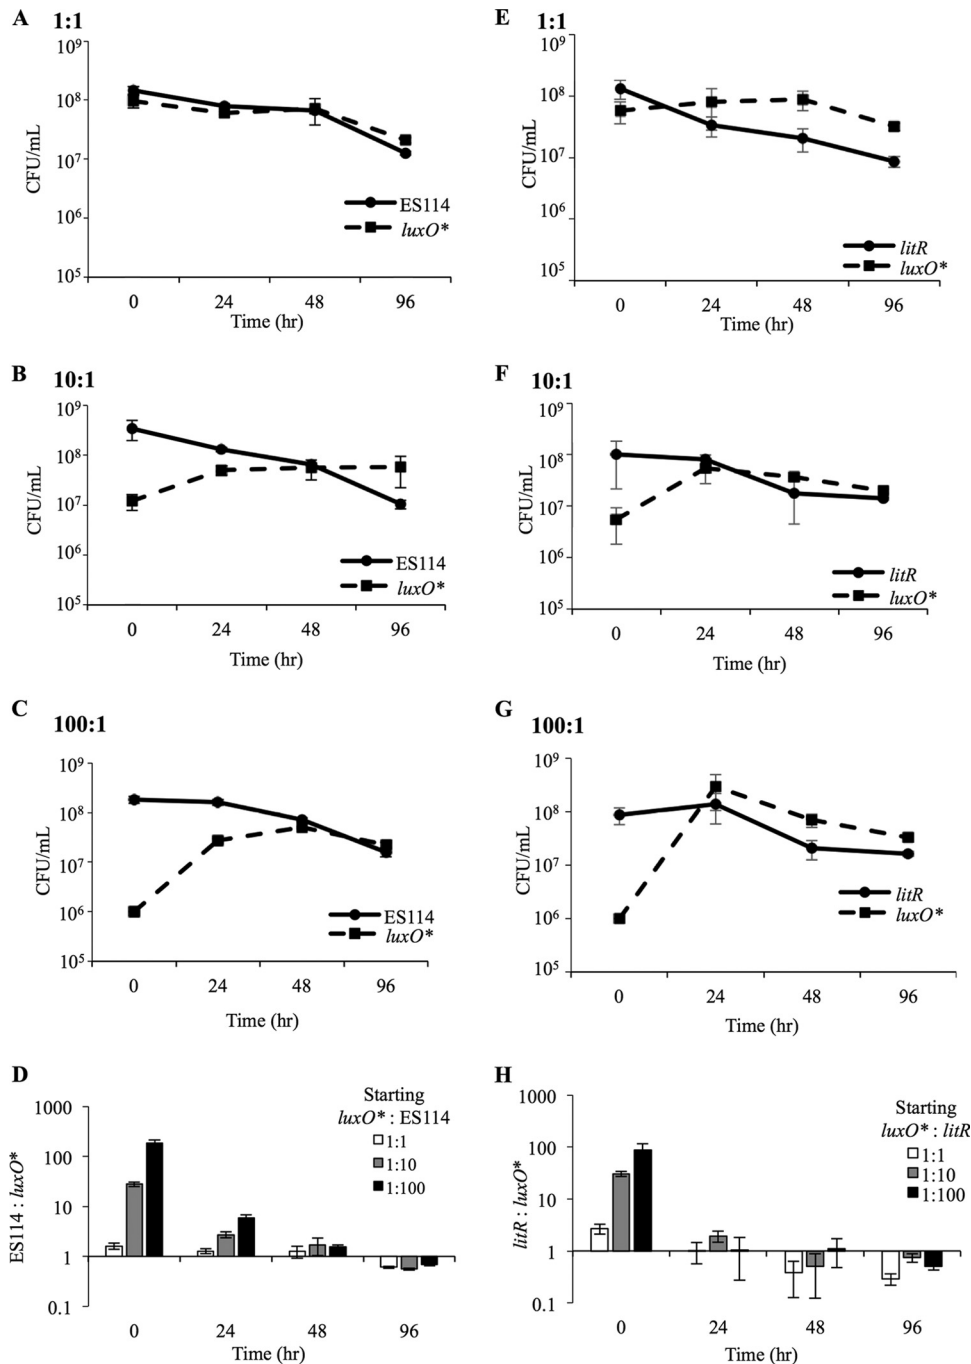 A 1:1
10⁹
10⁸
10⁷
10⁶
10⁵
CFU/mL
ES114
luxO*
0 24 48 96
Time (hr)
E 1:1
10⁹
10⁸
10⁷
10⁶
10⁵
CFU/mL
litR
luxO*
0 24 48 96
Time (hr)
B 10:1
10⁹
10⁸
10⁷
10⁶
10⁵
CFU/mL
ES114
luxO*
0 24 48 96
Time (hr)
F 10:1
10⁹
10⁸
10⁷
10⁶
10⁵
CFU/mL
litR
luxO*
0 24 48 96
Time (hr)
C 100:1
10⁹
10⁸
10⁷
10⁶
10⁵
CFU/mL
ES114
luxO*
0 24 48 96
Time (hr)
G 100:1
10⁹
10⁸
10⁷
10⁶
10⁵
CFU/mL
litR
luxO*
0 24 48 96
Time (hr)
D
1000
100
10
1
0.1
ES114 : luxO*
Starting
luxO* : ES114
1:1
1:10
1:100
0 24 48 96
Time (hr)
H
1000
100
10
1
0.1
litR : luxO*
Starting
luxO* : litR
1:1
1:10
1:100
0 24 48 96
Time (hr)